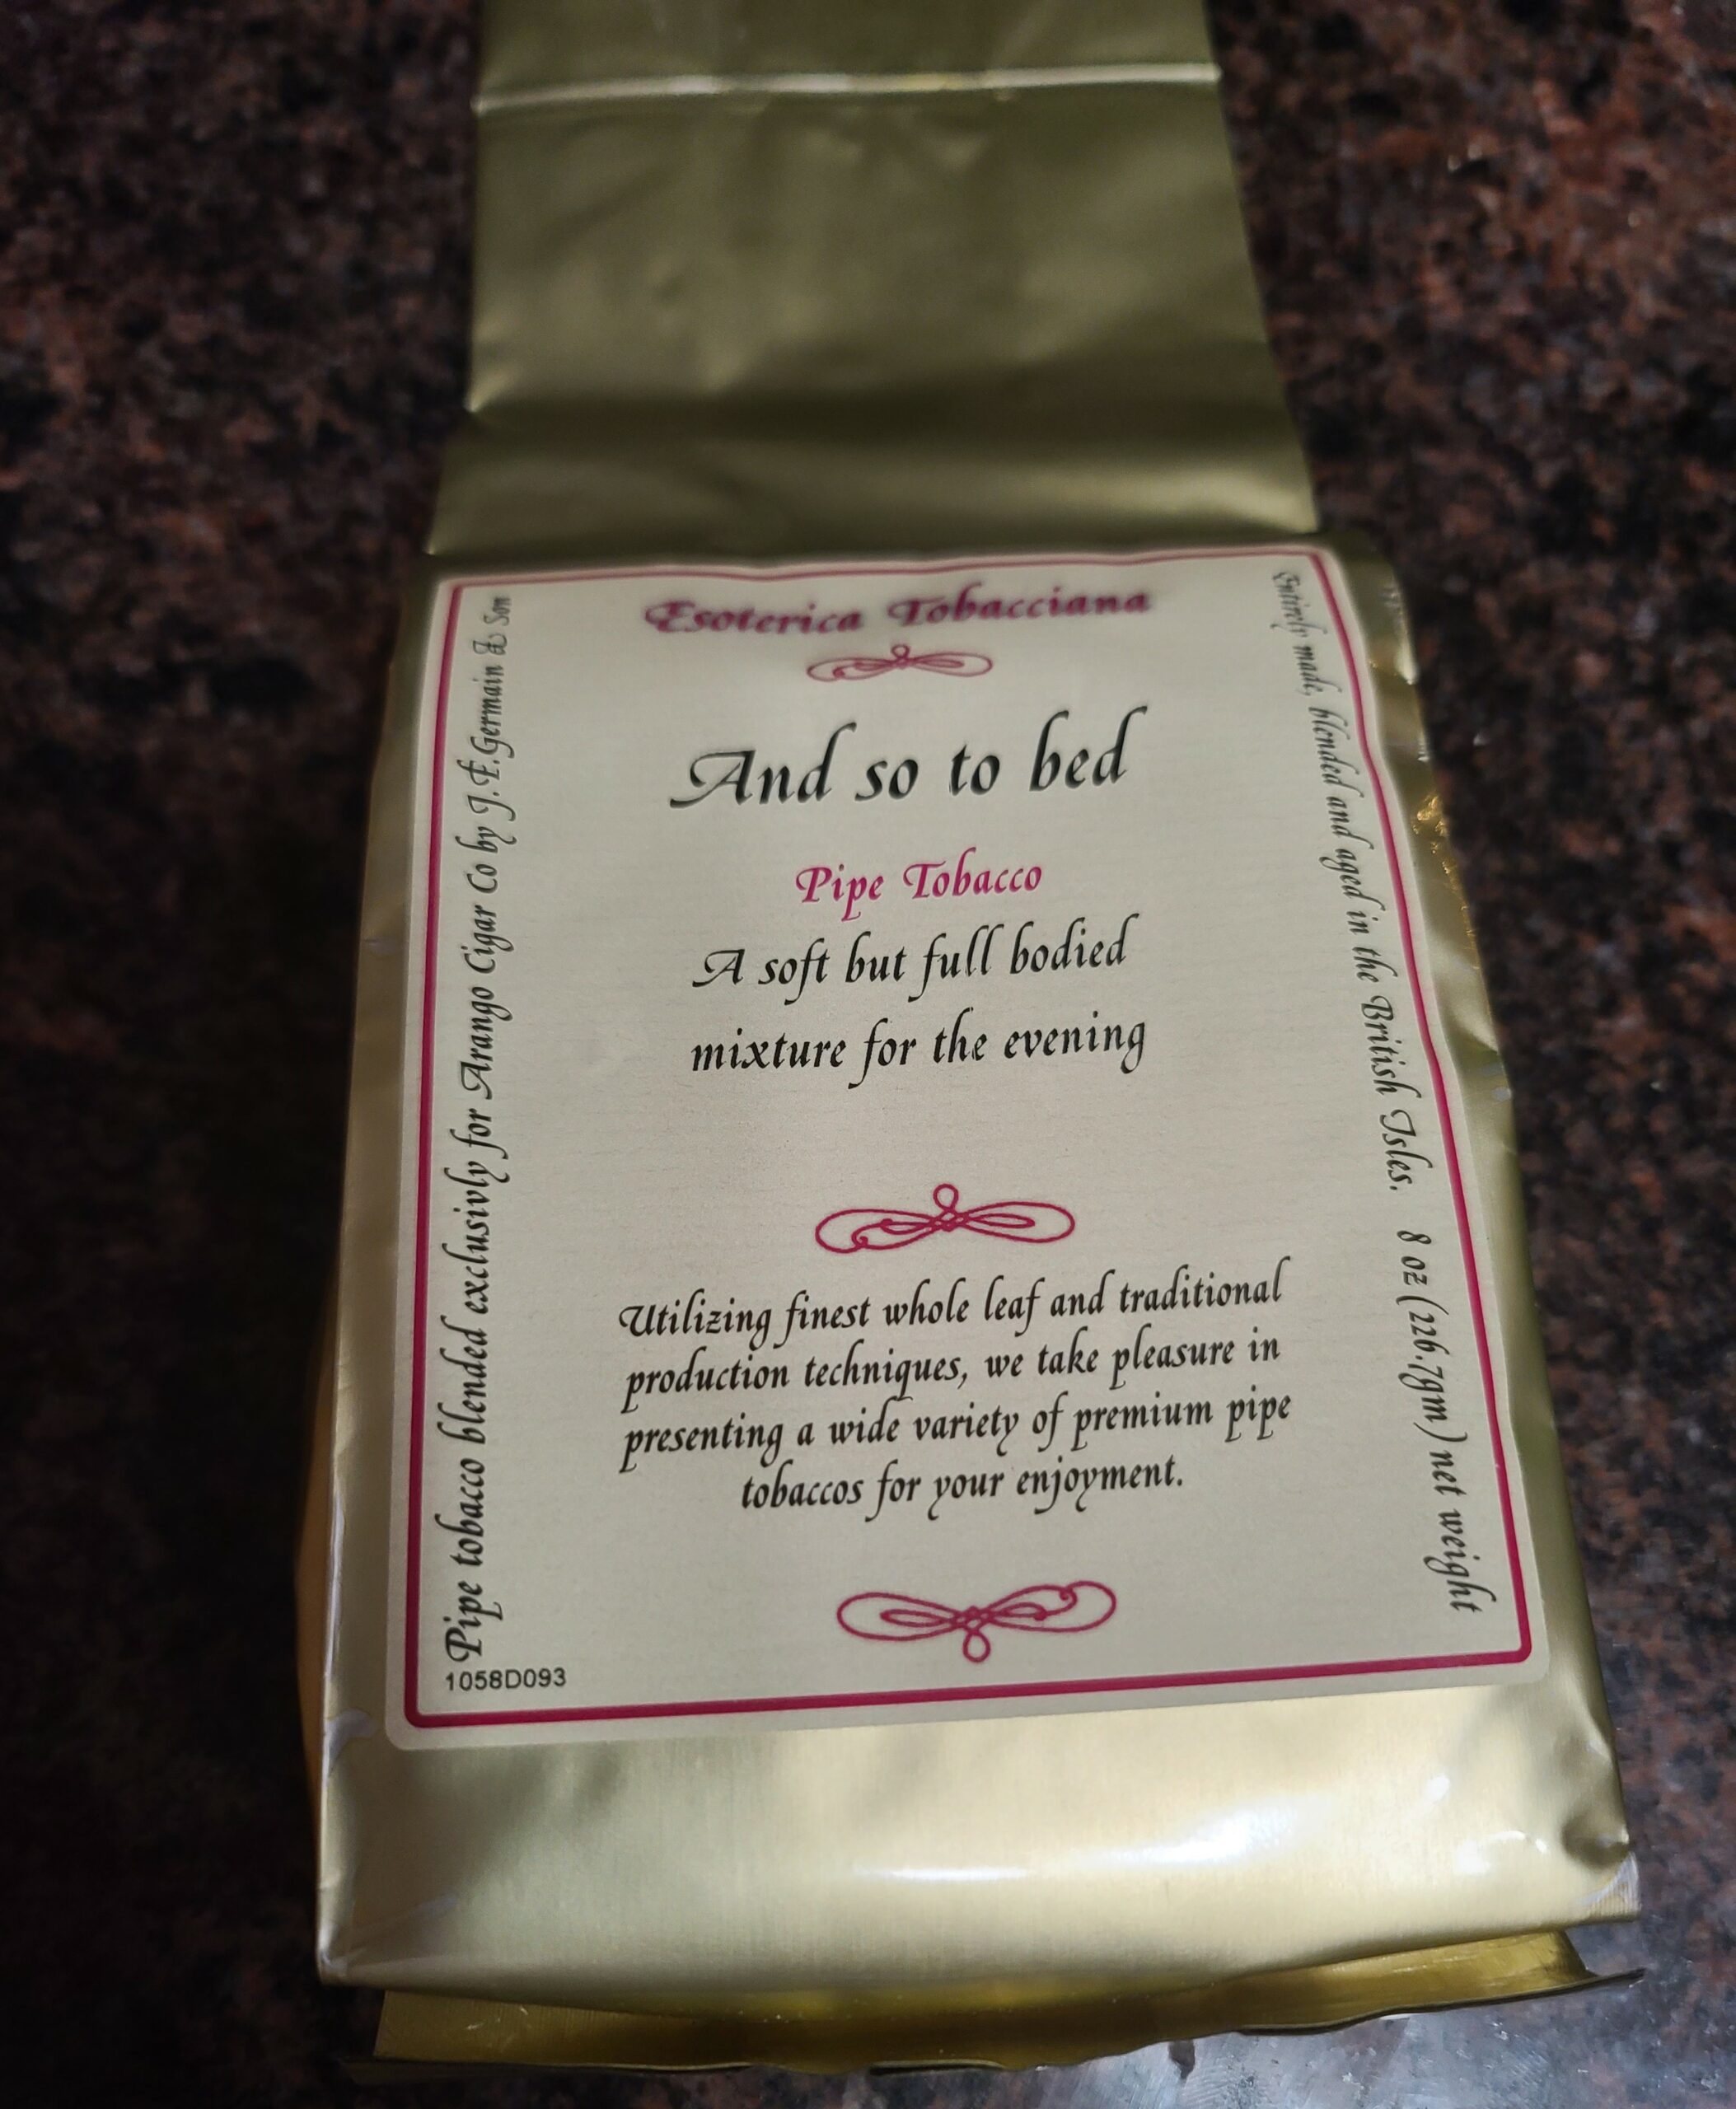 Esoterica Tobacciana
And so to bed
Pipe Tobacco
A soft but full bodied
mixture for the evening
Utilizing finest whole leaf and traditional
production techniques, we take pleasure in
presenting a wide variety of premium pipe
tobaccos for your enjoyment.
Pipe tobacco blended exclusivly for Arango Cigar Co by J.F.Germain & Son
1058D093
Entirely made, blended and aged in the British Isles. 8 oz (226.7gm) net weight